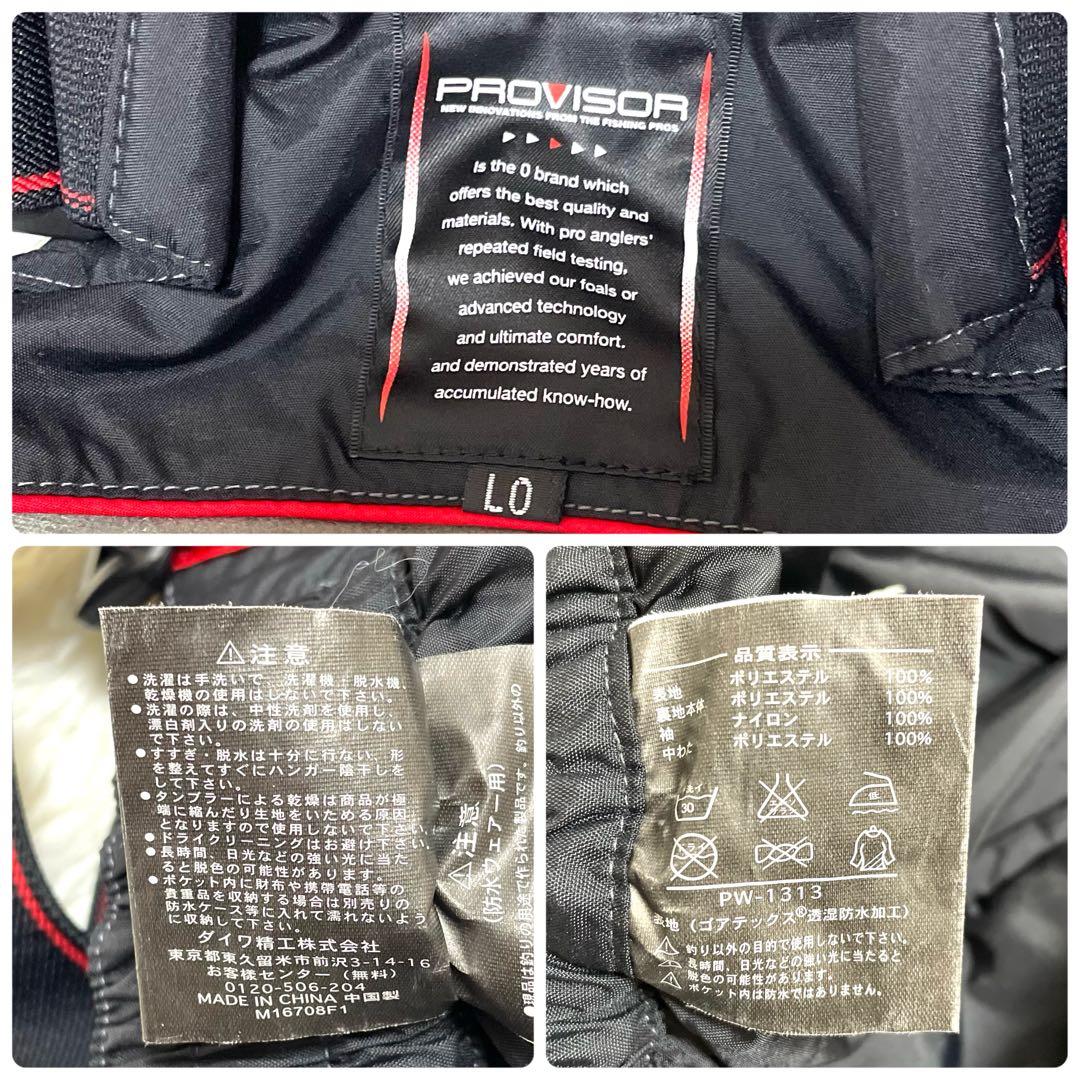 PROVISOR
NEW INNOVATIONS FROM THE FISHING PROS
Is the 0 brand which
offers the best quality and
materials. With pro anglers'
repeated field testing,
we achieved our foals or
advanced technology
and ultimate comfort.
and demonstrated years of
accumulated know-how.
LO
⚠注意
●洗濯は手洗いで、洗濯機・脱水機、
乾燥機の使用はしないで下さい。
●洗濯の際は、中性洗剤を使用し、
漂白剤入りの洗剤の使用はしない
で下さい。
●すすぎ・脱水は十分に行ない、形
を整えてすぐにハンガー陰干しを
して下さい。
●タンブラーによる乾燥は商品が極
端に縮んだり生地をいためる原因
となりますので使用しないで下さい。
●ドライクリーニングはお避け下さい。
●長時間、日光などの強い光に当た
ると脱色の可能性があります。
●ポケット内に財布や携帯電話等の
貴重品を収納する場合は別売りの
防水ケース等に入れて濡れないよう
に収納して下さい。
ダイワ精工株式会社
東京都東久留米市前沢3-14-16
お客様センター(無料)
0120-506-204
MADE IN CHINA 中国製
M16708F1
⚠注意
(防水ウェアー用)
品質表示
表地 ポリエステル 100%
裏地本体 ポリエステル 100%
袖 ナイロン 100%
中わた ポリエステル 100%
ヨイ
30
エンソ
ドライ
PW-1313
表地 (ゴアテックス®透湿防水加工)
⚠釣り以外の目的で使用しないで下さい。
⚠長時間、日光などの強い光に当たると
脱色の可能性があります。
⚠ポケット内は防水ではありません。